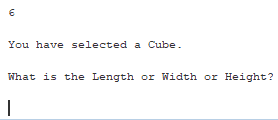 6
You have selected a Cube.
What is the Length or Width or Height?